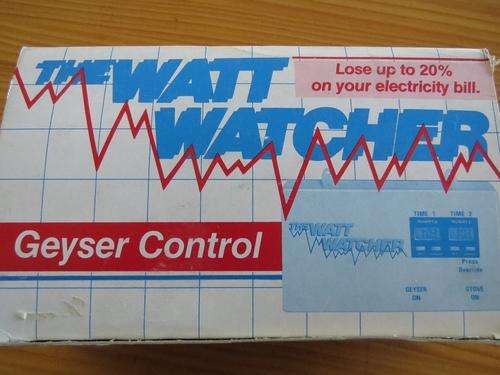 THE WATT
WATCHER
Lose up to 20%
on your electricity bill.
Geyser Control
THE WATT
WATCHER
TIME 1 TIME 2
Press
Override
GEYSER
ON
STOVE
ON